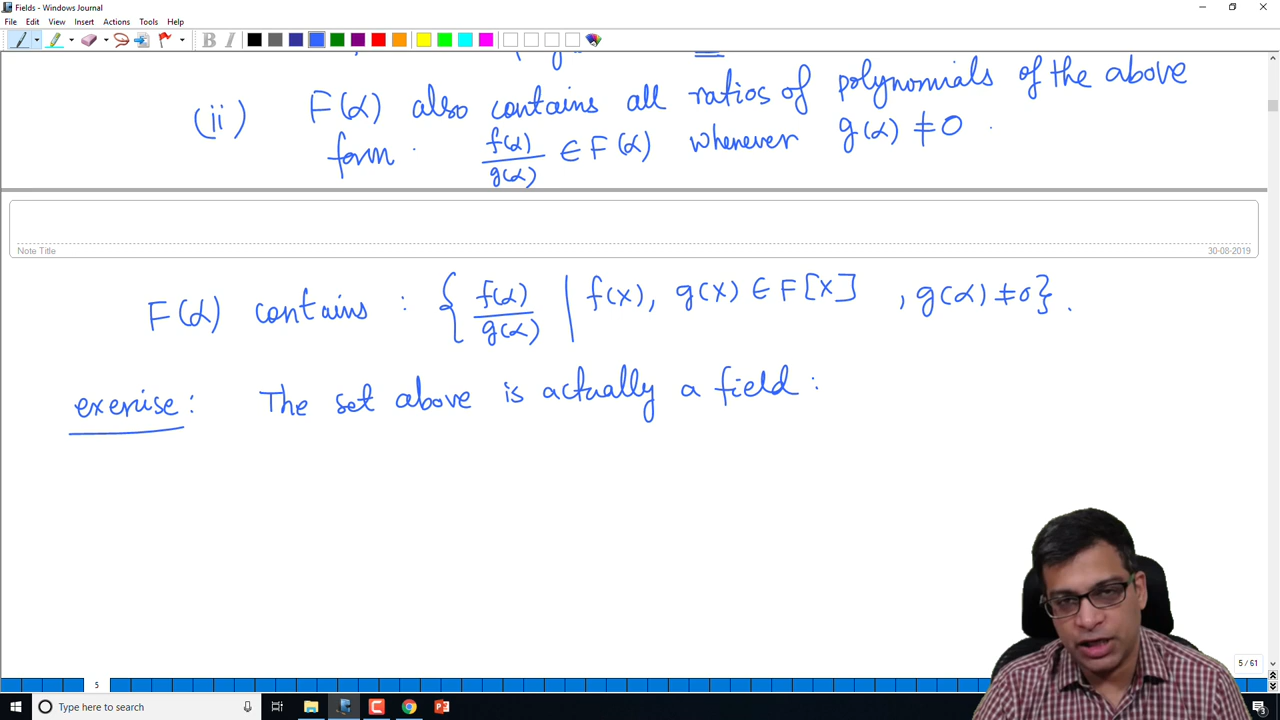 Fields - Windows Journal
File Edit View Insert Actions Tools Help
(ii) F(α) also contains all ratios of polynomials of the above
form . f(α)/g(α) ∈ F(α) whenever g(α) ≠ 0 .
Note Title 30-08-2019
F(α) contains : { f(α)/g(α) | f(x), g(x) ∈ F[x] , g(α) ≠ 0 } .
exercise : The set above is actually a field :
5 / 61
5
Type here to search